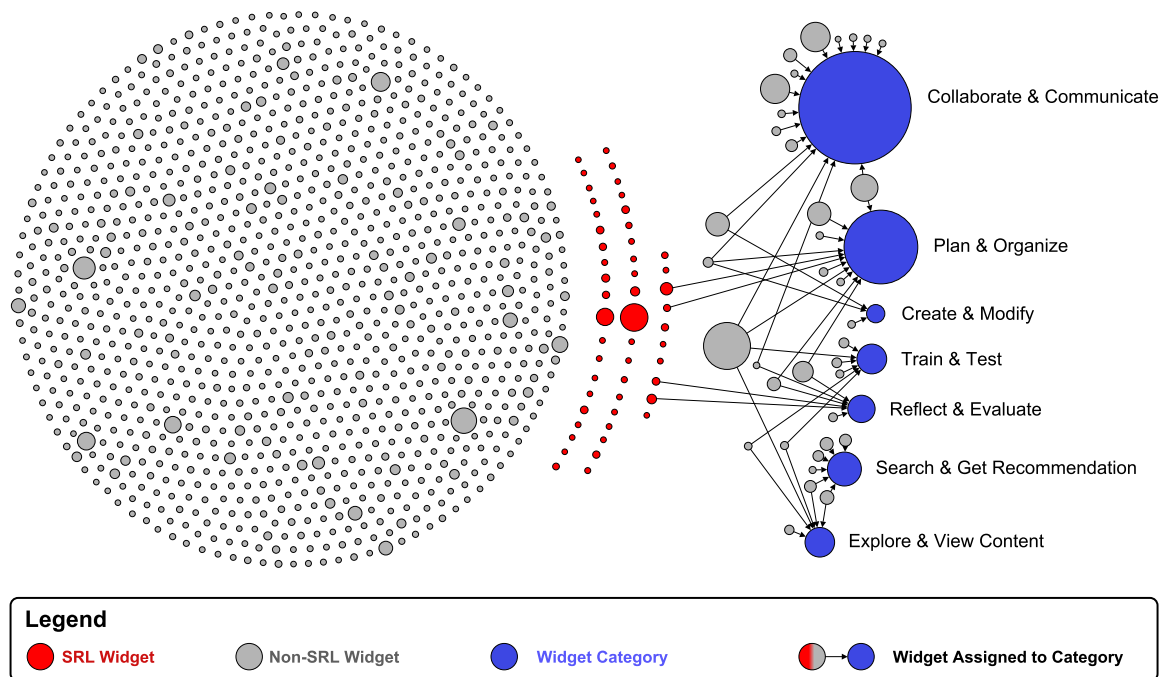 Collaborate & Communicate
Plan & Organize
Create & Modify
Train & Test
Reflect & Evaluate
Search & Get Recommendation
Explore & View Content
Legend
SRL Widget
Non-SRL Widget
Widget Category
Widget Assigned to Category